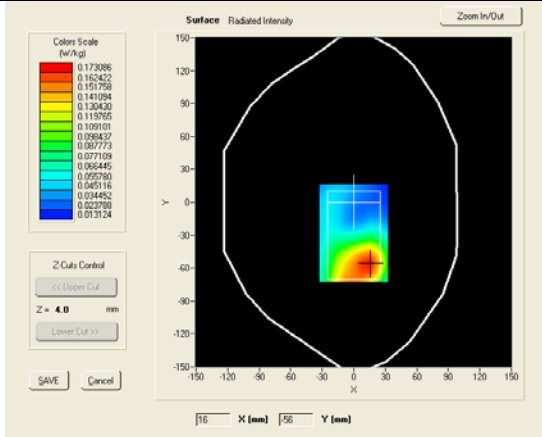 Surface Radiated Intensity
Zoom In/Out
Colors Scale
(W/kg)
0.173086
0.162422
0.151758
0.141094
0.130430
0.119765
0.109101
0.098437
0.087773
0.077109
0.066445
0.055780
0.045116
0.034452
0.023788
0.013124
Z-Cuts Control
<< Upper Cut
Z = 4.0 mm
Lower Cut >>
SAVE Cancel
150
120
90
60
30
0
-30
-60
-90
-120
-150
Y
-150 -120 -90 -60 -30 0 30 60 90 120 150
X
16 X (mm) -56 Y (mm)